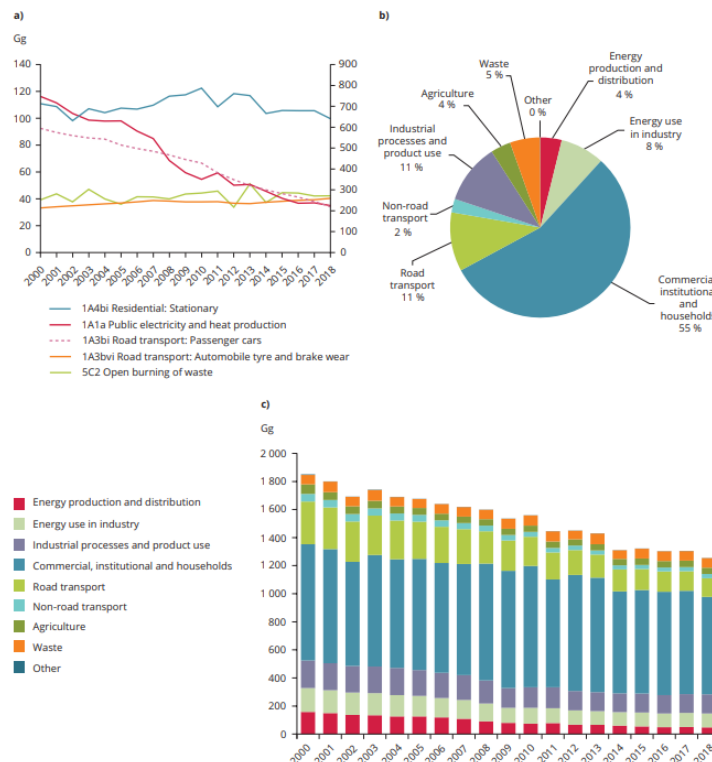 a)
Gg
140
120
100
80
60
40
20
0
900
800
700
600
500
400
300
200
100
0
2000
2001
2002
2003
2004
2005
2006
2007
2008
2009
2010
2011
2012
2013
2014
2015
2016
2017
2018
1A4bi Residential: Stationary
1A1a Public electricity and heat production
1A3bi Road transport: Passenger cars
1A3bvi Road transport: Automobile tyre and brake wear
5C2 Open burning of waste
b)
Energy
production and
distribution
4 %
Energy use
in industry
8 %
Commercial,
institutional
and
households
55 %
Road
transport
11 %
Non-road
transport
2 %
Industrial
processes and
product use
11 %
Agriculture
4 %
Waste
5 %
Other
0 %
c)
Gg
2 000
1 800
1 600
1 400
1 200
1 000
800
600
400
200
0
2000
2001
2002
2003
2004
2005
2006
2007
2008
2009
2010
2011
2012
2013
2014
2015
2016
2017
2018
Energy production and distribution
Energy use in industry
Industrial processes and product use
Commercial, institutional and households
Road transport
Non-road transport
Agriculture
Waste
Other